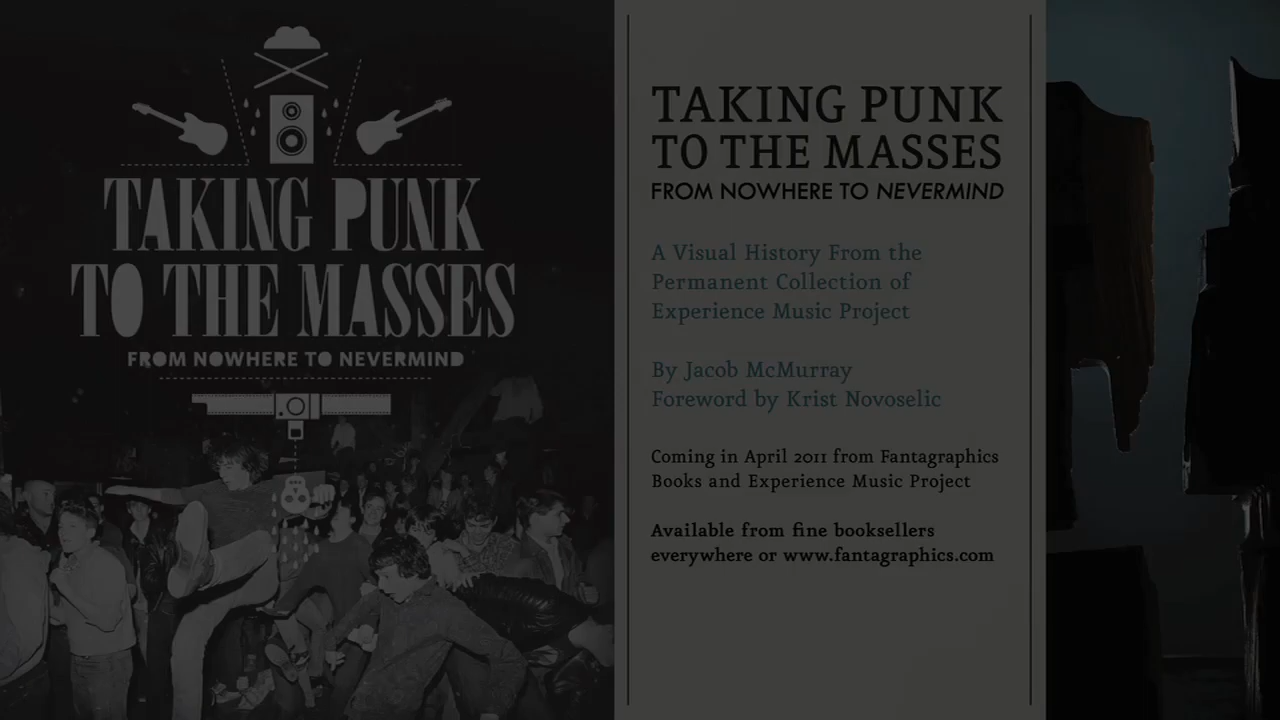 TAKING PUNK
TO THE MASSES
FROM NOWHERE TO NEVERMIND
TAKING PUNK
TO THE MASSES
FROM NOWHERE TO NEVERMIND
A Visual History From the
Permanent Collection of
Experience Music Project
By Jacob McMurray
Foreword by Krist Novoselic
Coming in April 2011 from Fantagraphics
Books and Experience Music Project
Available from fine booksellers
everywhere or www.fantagraphics.com